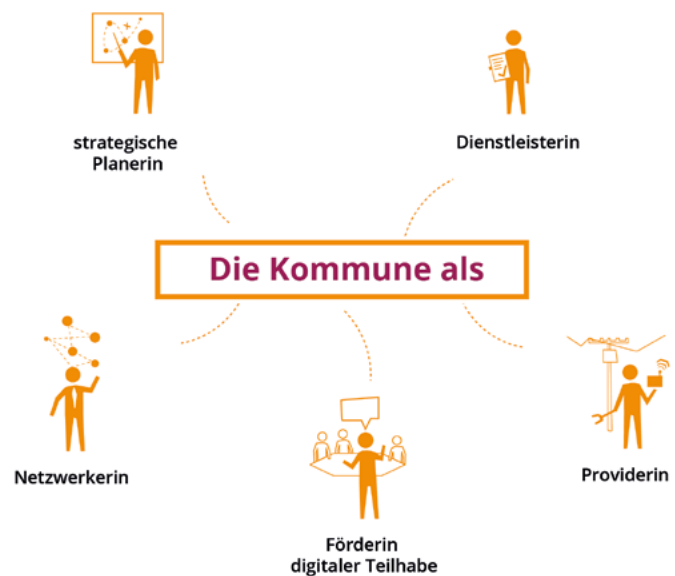 strategische
Planerin
Dienstleisterin
Die Kommune als
Netzwerkerin
Förderin
digitaler Teilhabe
Providerin